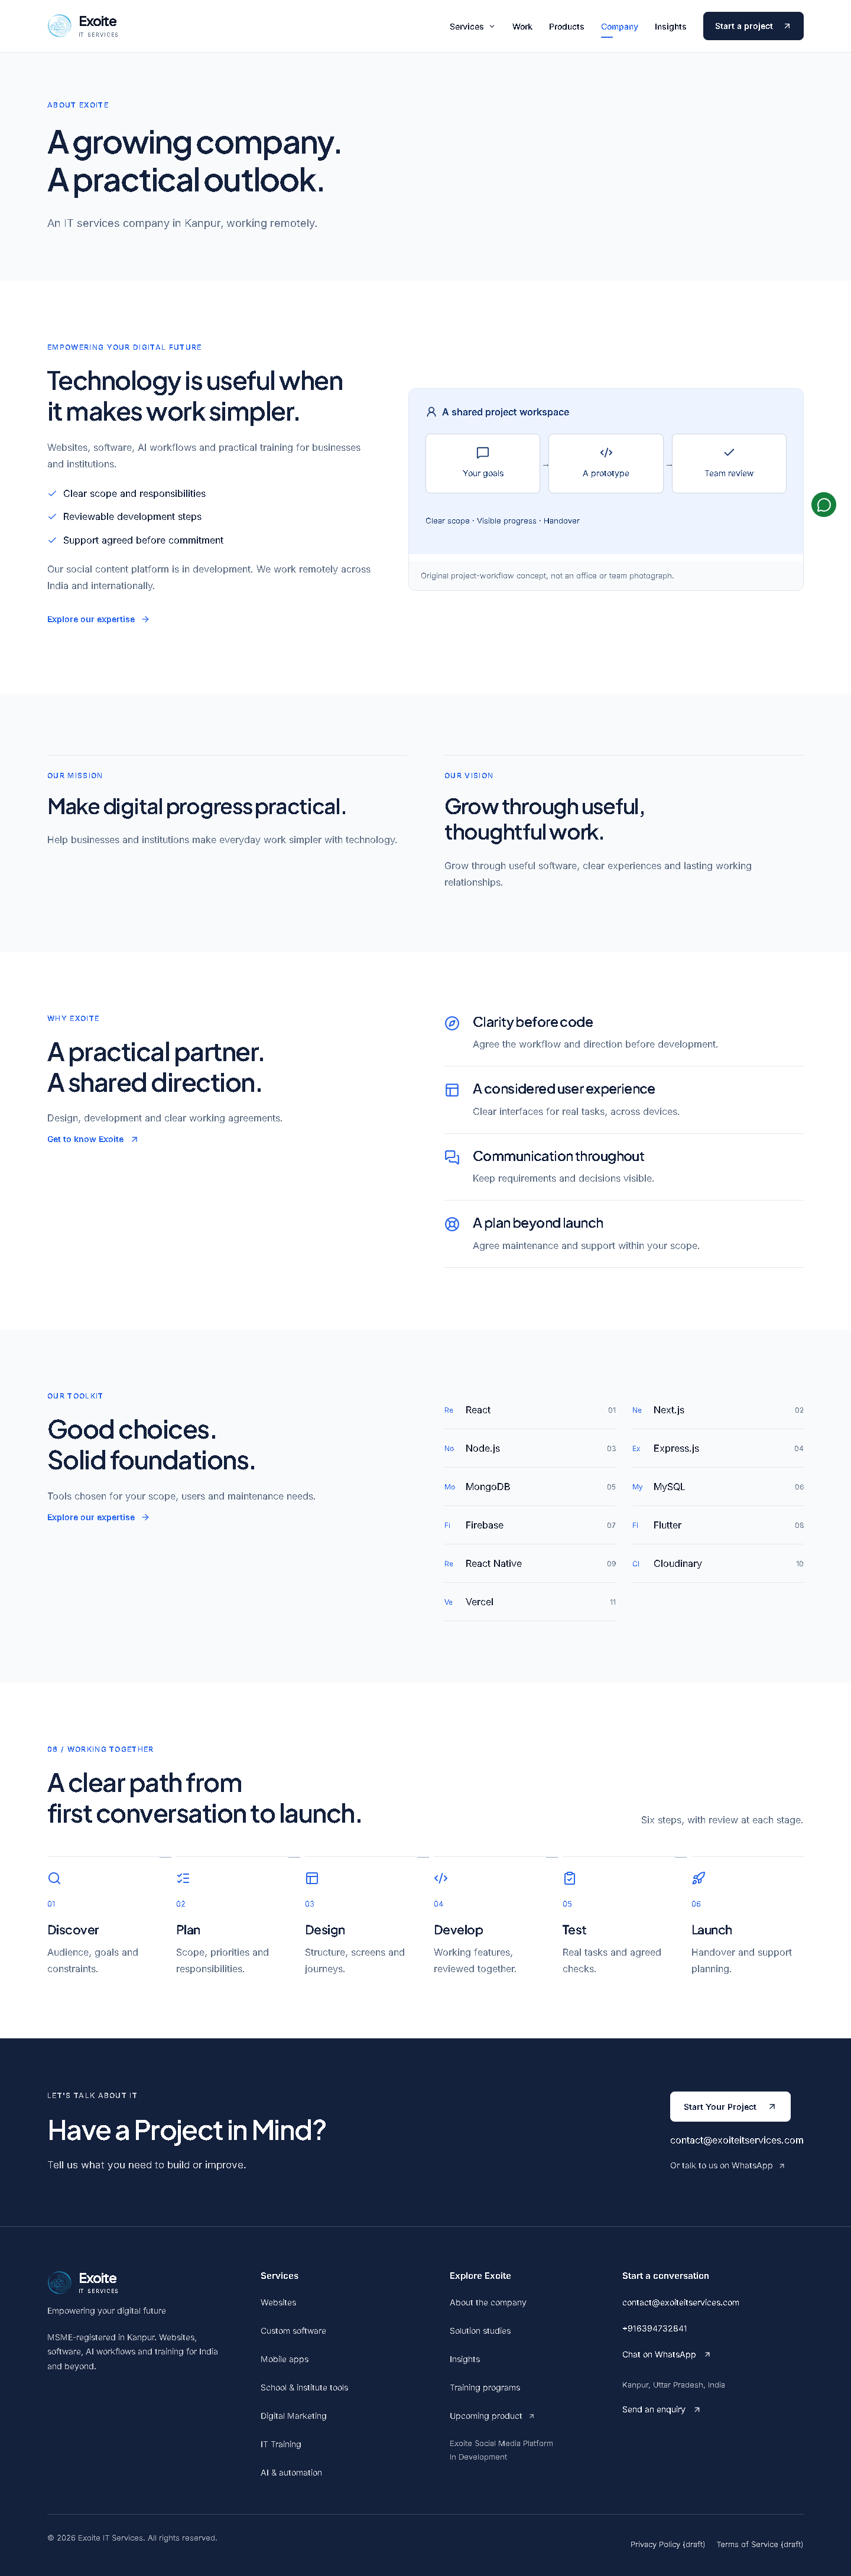 Exoite
IT SERVICES
Services
Work
Products
Company
Insights
Start a project
ABOUT EXOITE
A growing company.
A practical outlook.
An IT services company in Kanpur, working remotely.
EMPOWERING YOUR DIGITAL FUTURE
Technology is useful when
it makes work simpler.
Websites, software, AI workflows and practical training for businesses
and institutions.
Clear scope and responsibilities
Reviewable development steps
Support agreed before commitment
Our social content platform is in development. We work remotely across
India and internationally.
Explore our expertise →
A shared project workspace
Your goals
→
A prototype
→
Team review
Clear scope · Visible progress · Handover
Original project-workflow concept, not an office or team photograph.
OUR MISSION
Make digital progress practical.
Help businesses and institutions make everyday work simpler with technology.
OUR VISION
Grow through useful,
thoughtful work.
Grow through useful software, clear experiences and lasting working
relationships.
WHY EXOITE
A practical partner.
A shared direction.
Design, development and clear working agreements.
Get to know Exoite
Clarity before code
Agree the workflow and direction before development.
A considered user experience
Clear interfaces for real tasks, across devices.
Communication throughout
Keep requirements and decisions visible.
A plan beyond launch
Agree maintenance and support within your scope.
OUR TOOLKIT
Good choices.
Solid foundations.
Tools chosen for your scope, users and maintenance needs.
Explore our expertise →
Re React 01
Ne Next.js 02
No Node.js 03
Ex Express.js 04
Mo MongoDB 05
My MySQL 06
Fi Firebase 07
Fl Flutter 08
Re React Native 09
Cl Cloudinary 10
Ve Vercel 11
06 / WORKING TOGETHER
A clear path from
first conversation to launch.
Six steps, with review at each stage.
01
Discover
Audience, goals and
constraints.
02
Plan
Scope, priorities and
responsibilities.
03
Design
Structure, screens and
journeys.
04
Develop
Working features,
reviewed together.
05
Test
Real tasks and agreed
checks.
06
Launch
Handover and support
planning.
LET'S TALK ABOUT IT
Have a Project in Mind?
Tell us what you need to build or improve.
Start Your Project
contact@exoiteitservices.com
Or talk to us on WhatsApp
Exoite
IT SERVICES
Empowering your digital future
MSME-registered in Kanpur. Websites,
software, AI workflows and training for India
and beyond.
Services
Websites
Custom software
Mobile apps
School & institute tools
Digital Marketing
IT Training
AI & automation
Explore Exoite
About the company
Solution studies
Insights
Training programs
Upcoming product
Exoite Social Media Platform
In Development
Start a conversation
contact@exoiteitservices.com
+916394732841
Chat on WhatsApp
Kanpur, Uttar Pradesh, India
Send an enquiry
© 2026 Exoite IT Services. All rights reserved.
Privacy Policy (draft)
Terms of Service (draft)